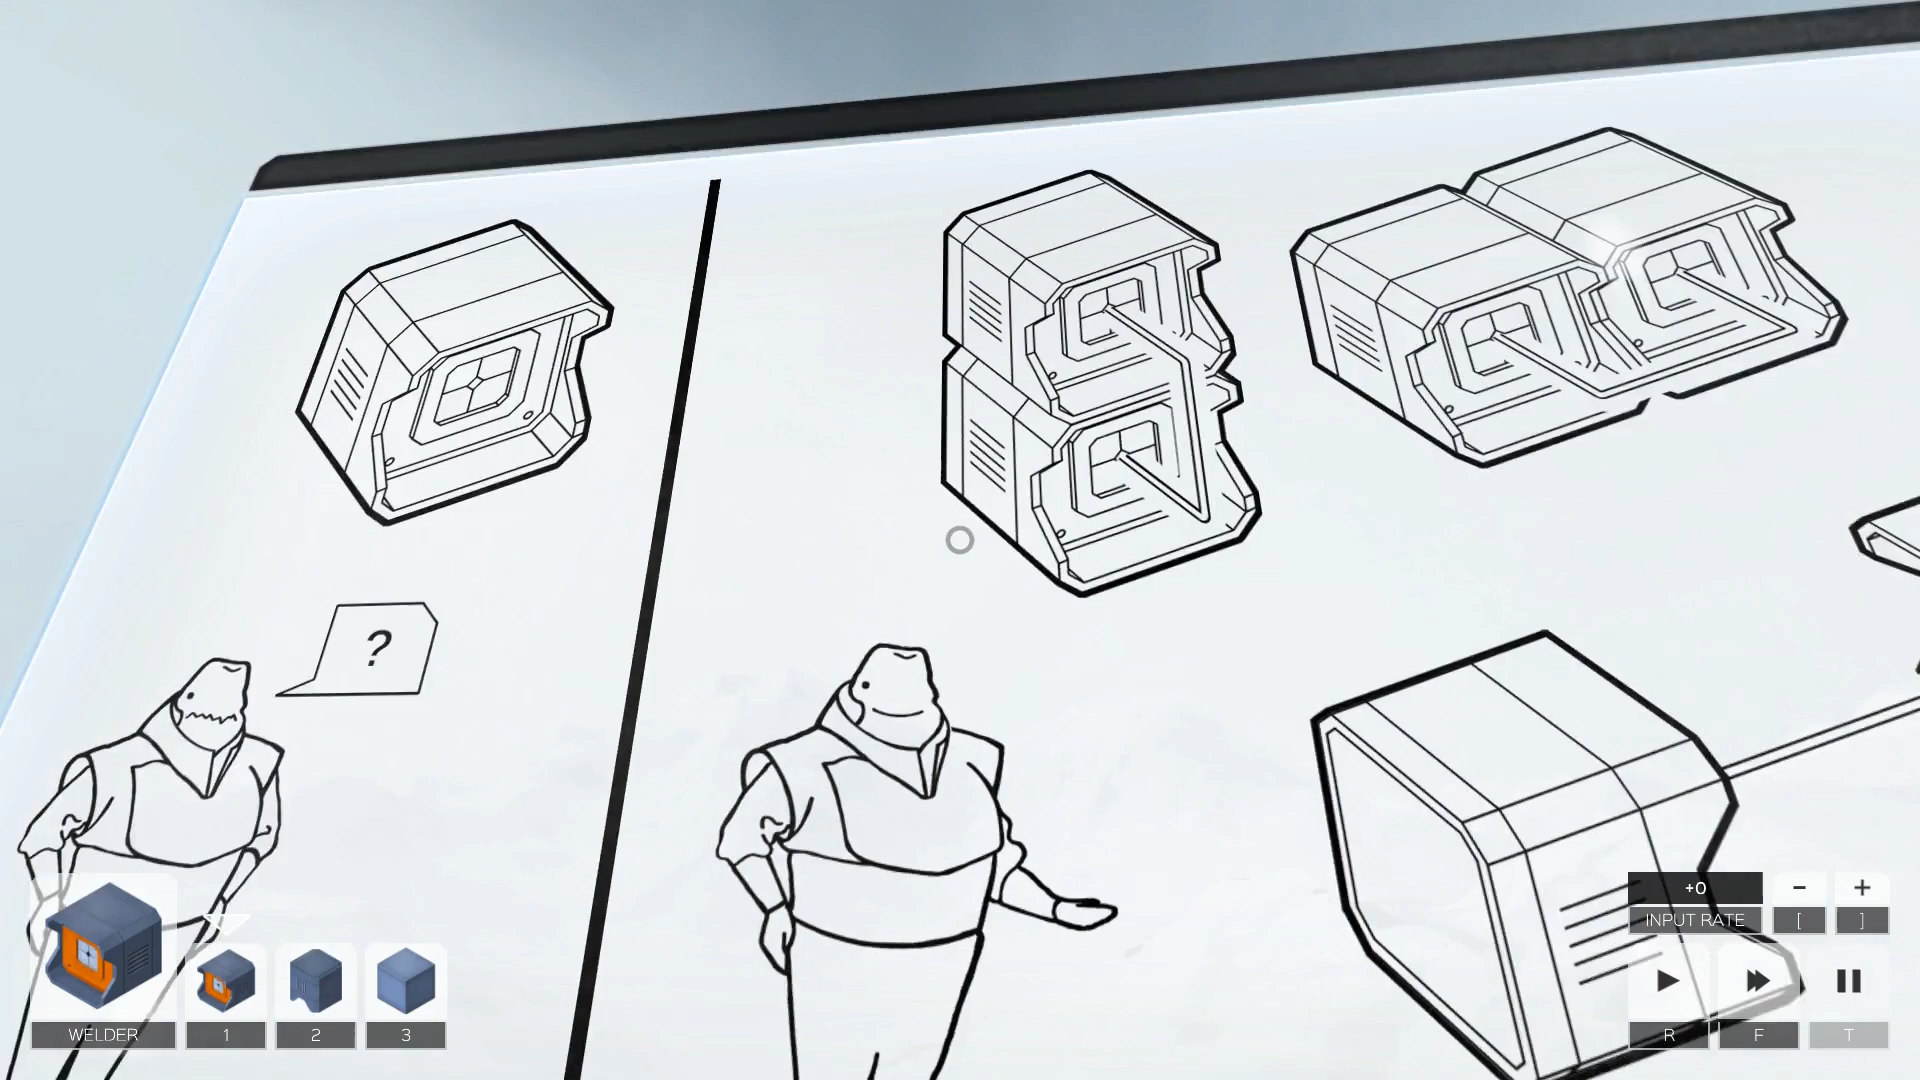 ?
+0 - +
INPUT RATE [ ]
WELDER 1 2 3 R F T